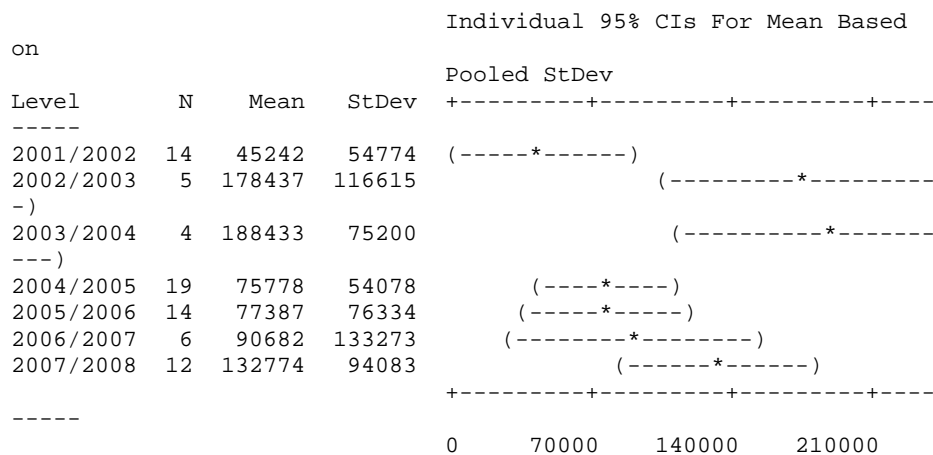 Individual 95% CIs For Mean Based
on
                               Pooled StDev
Level       N    Mean   StDev  +---------+---------+---------+----
-----
2001/2002  14   45242   54774  (-----*------)
2002/2003   5  178437  116615                 (---------*---------
-)
2003/2004   4  188433   75200                  (----------*-------
---)
2004/2005  19   75778   54078        (----*----)
2005/2006  14   77387   76334       (-----*-----)
2006/2007   6   90682  133273      (--------*--------)
2007/2008  12  132774   94083              (------*------)
                               +---------+---------+---------+----
-----
                               0     70000    140000    210000